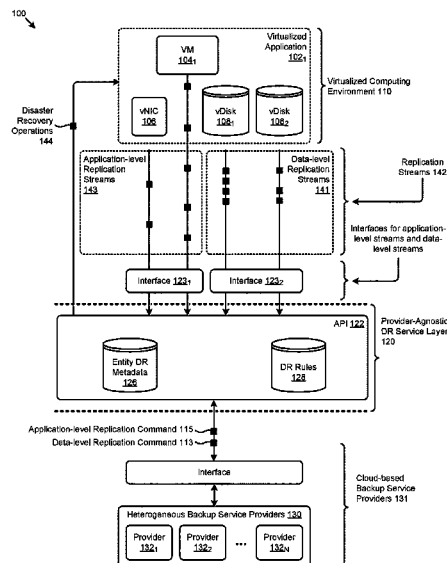 100
Virtualized
Application
102₁
VM
104₁
vNIC
106
vDisk
108₁
vDisk
108₂
Virtualized Computing
Environment 110
Disaster
Recovery
Operations
144
Application-level
Replication
Streams
143
Data-level
Replication
Streams
141
Replication
Streams 142
Interfaces for application-
level streams and data-
level streams
Interface 123₁
Interface 123₂
API 122
Entity DR
Metadata
126
DR Rules
128
Provider-Agnostic
DR Service Layer
120
Application-level Replication Command 115
Data-level Replication Command 113
Interface
Cloud-based
Backup Service
Providers 131
Heterogeneous Backup Service Providers 130
Provider
132₁
Provider
132₂
...
Provider
132N